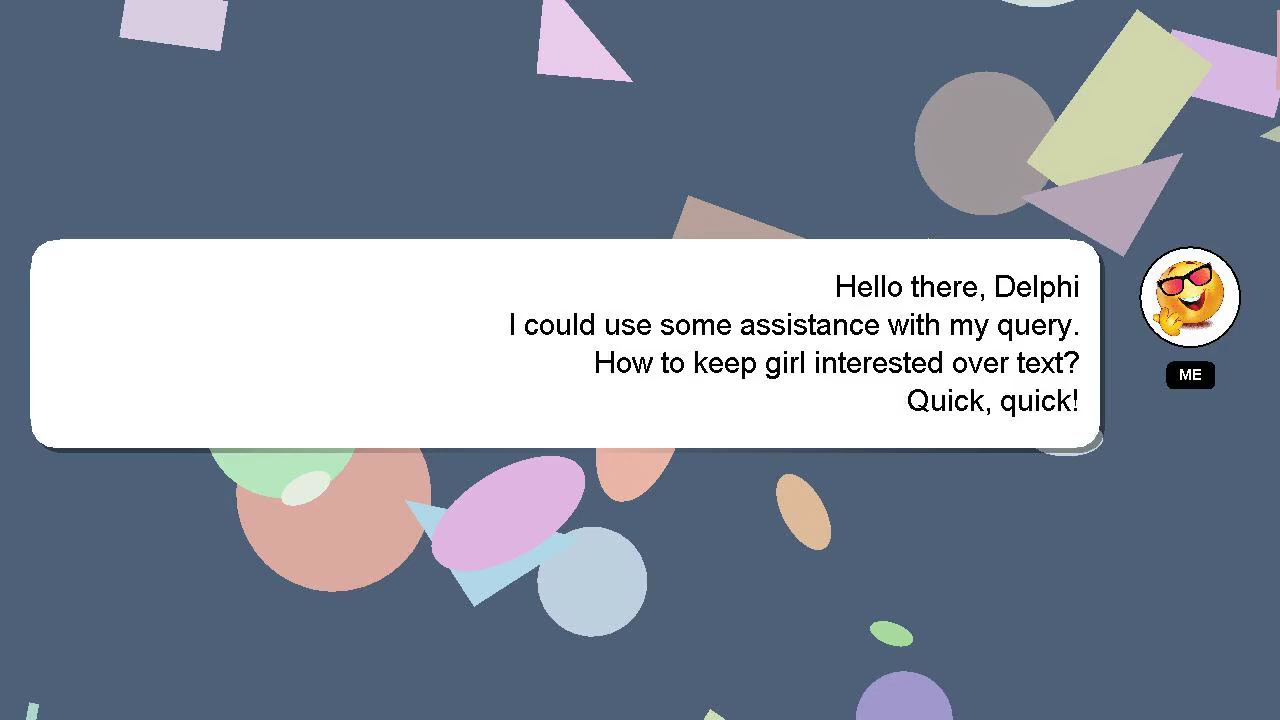 Hello there, Delphi
I could use some assistance with my query.
How to keep girl interested over text?
Quick, quick!
ME